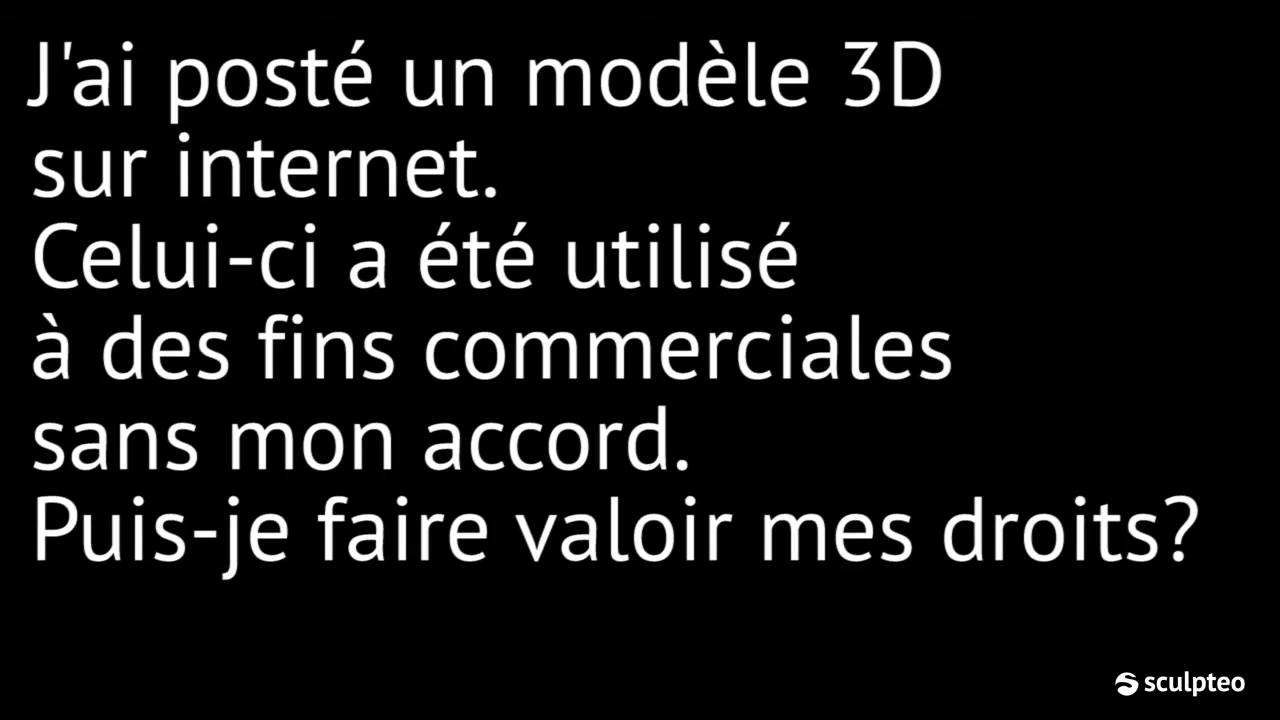 J'ai posté un modèle 3D
sur internet.
Celui-ci a été utilisé
à des fins commerciales
sans mon accord.
Puis-je faire valoir mes droits?
sculpteo